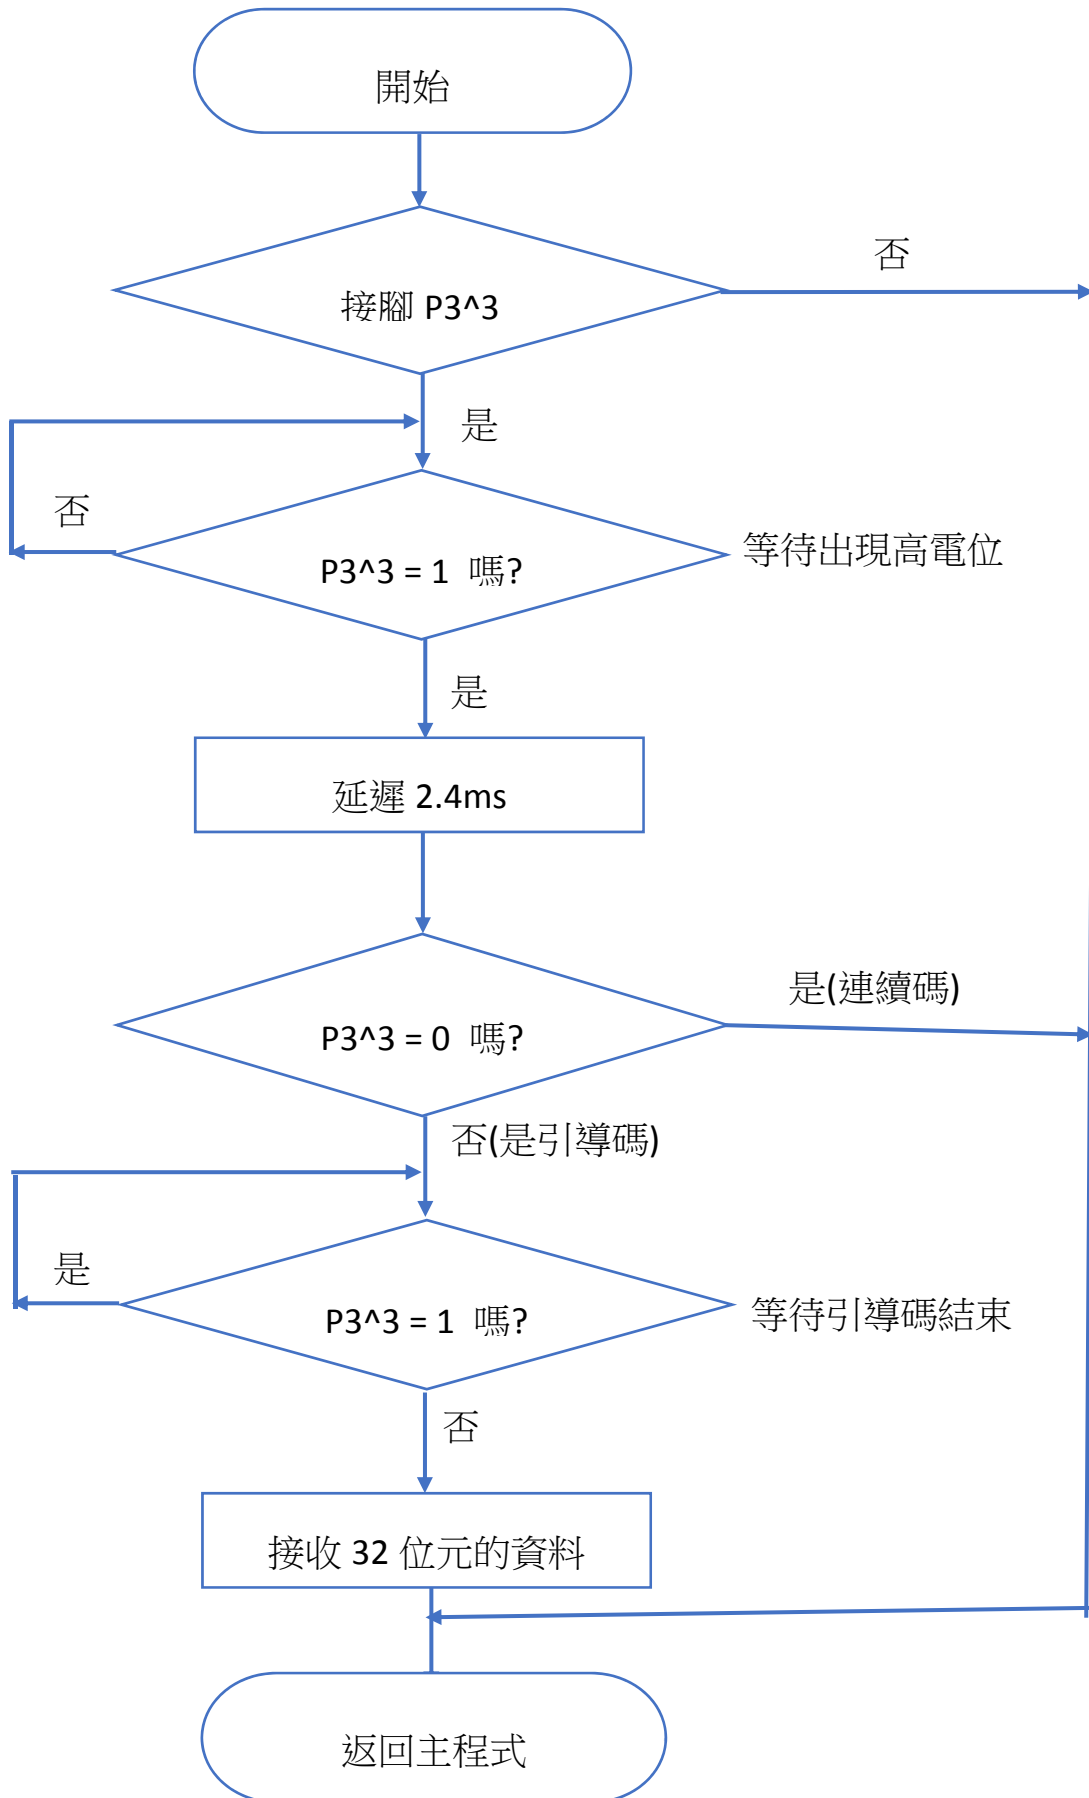 開始
否
接腳 P3^3
是
否
等待出現高電位
P3^3 = 1 嗎?
是
延遲 2.4ms
是(連續碼)
P3^3 = 0 嗎?
否(是引導碼)
是
等待引導碼結束
P3^3 = 1 嗎?
否
接收 32 位元的資料
返回主程式